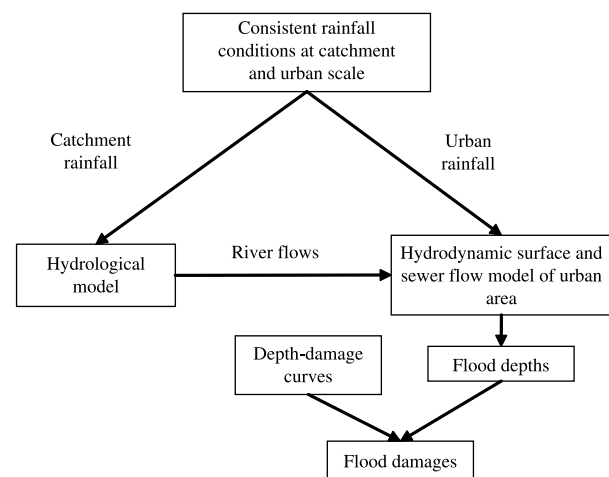 Consistent rainfall
conditions at catchment
and urban scale
Catchment
rainfall
Urban
rainfall
Hydrological
model
River flows
Hydrodynamic surface and
sewer flow model of urban
area
Depth-damage
curves
Flood depths
Flood damages